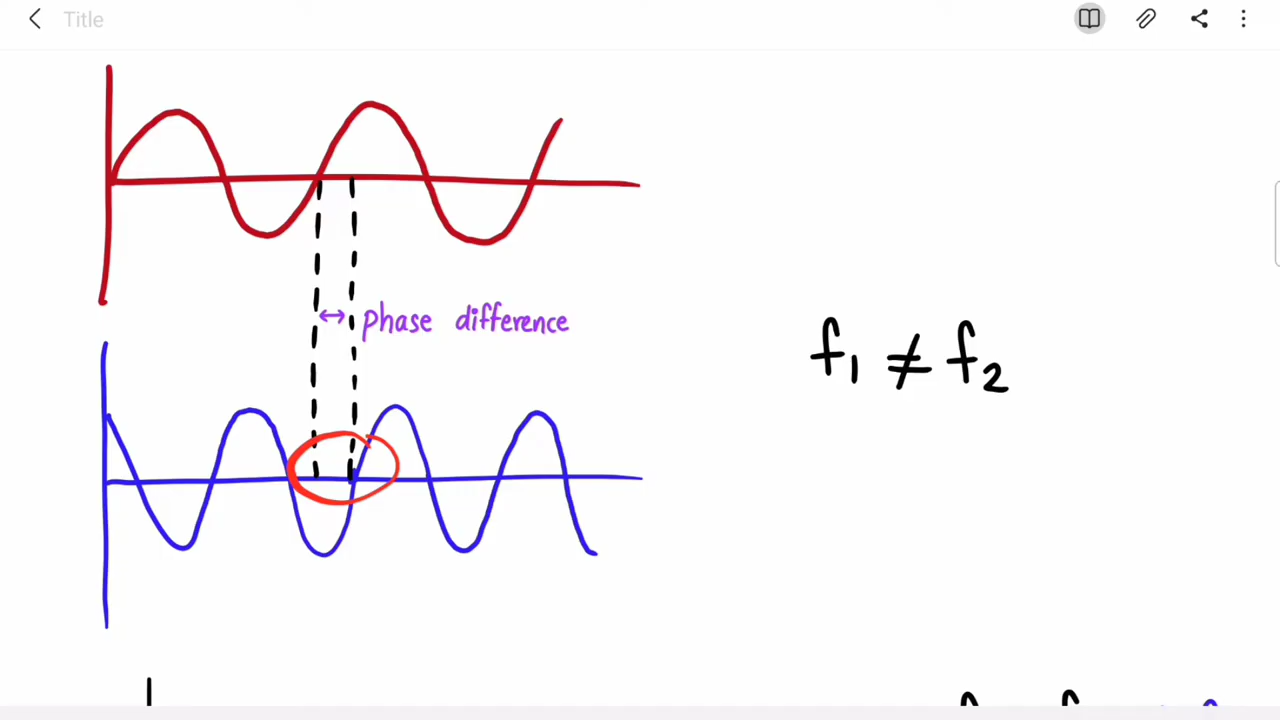 Title
phase difference
f₁ ≠ f₂